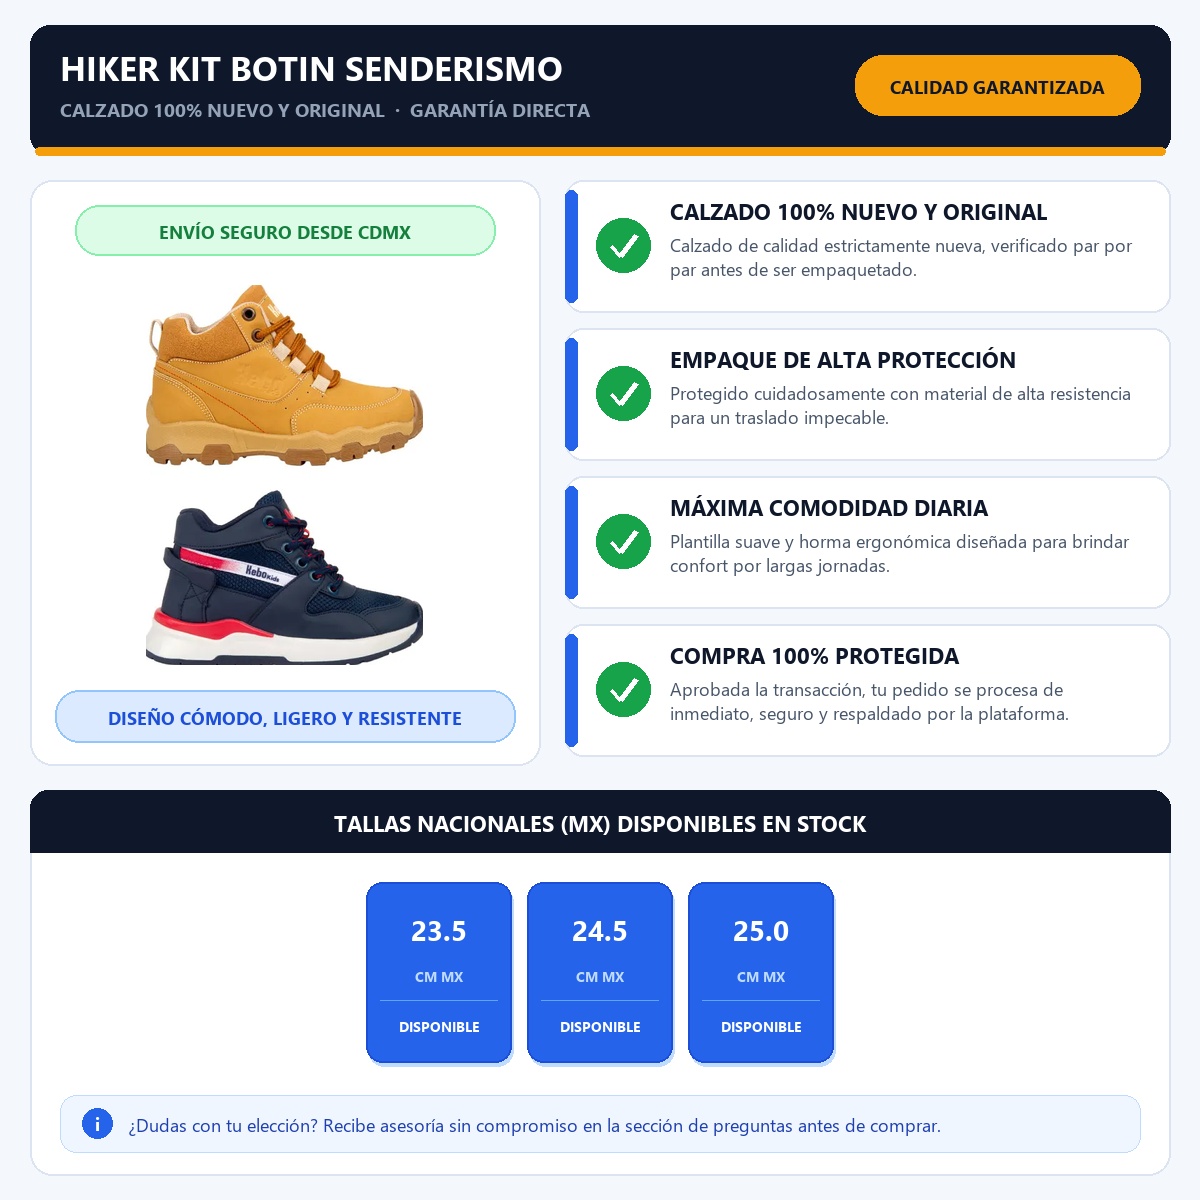 HIKER KIT BOTIN SENDERISMO
CALZADO 100% NUEVO Y ORIGINAL · GARANTÍA DIRECTA
CALIDAD GARANTIZADA
ENVÍO SEGURO DESDE CDMX
Kebo Kids
DISEÑO CÓMODO, LIGERO Y RESISTENTE
CALZADO 100% NUEVO Y ORIGINAL
Calzado de calidad estrictamente nueva, verificado par por
par antes de ser empaquetado.
EMPAQUE DE ALTA PROTECCIÓN
Protegido cuidadosamente con material de alta resistencia
para un traslado impecable.
MÁXIMA COMODIDAD DIARIA
Plantilla suave y horma ergonómica diseñada para brindar
confort por largas jornadas.
COMPRA 100% PROTEGIDA
Aprobada la transacción, tu pedido se procesa de
inmediato, seguro y respaldado por la plataforma.
TALLAS NACIONALES (MX) DISPONIBLES EN STOCK
23.5
CM MX
DISPONIBLE
24.5
CM MX
DISPONIBLE
25.0
CM MX
DISPONIBLE
¿Dudas con tu elección? Recibe asesoría sin compromiso en la sección de preguntas antes de comprar.